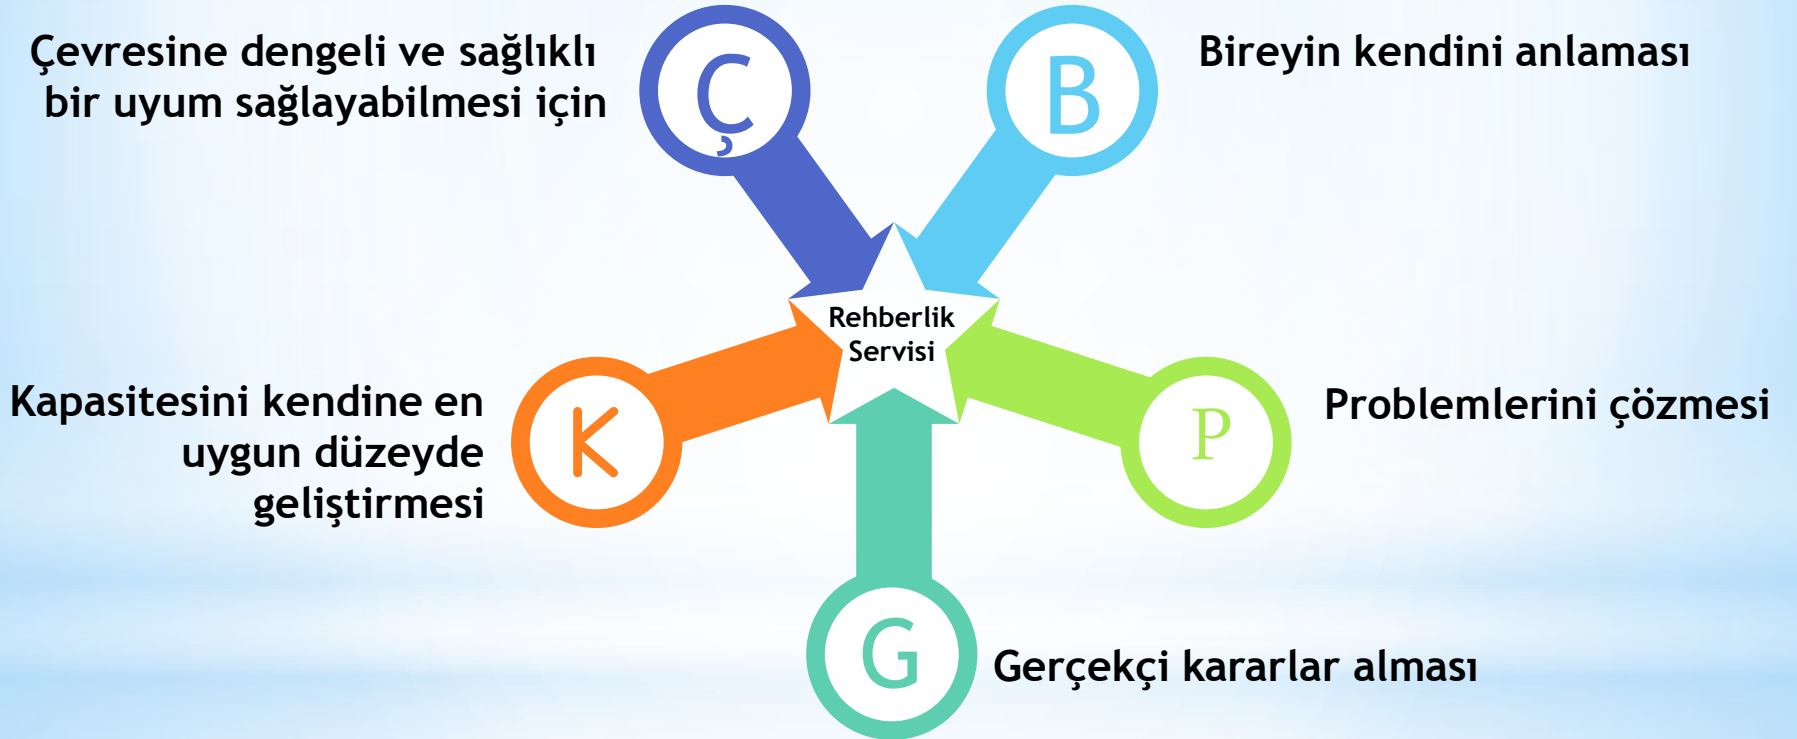 Çevresine dengeli ve sağlıklı
bir uyum sağlayabilmesi için
Ç
B
Bireyin kendini anlaması
Rehberlik
Servisi
Kapasitesini kendine en
uygun düzeyde
geliştirmesi
K
P
Problemlerini çözmesi
G
Gerçekçi kararlar alması